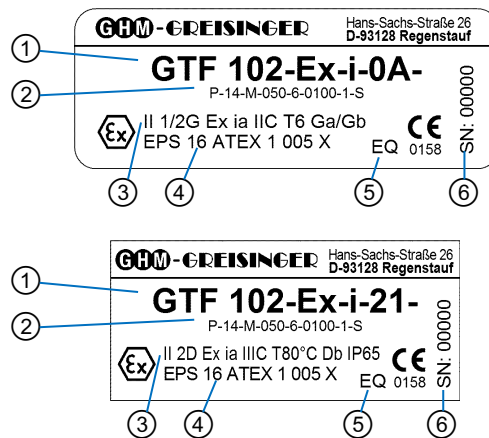 GHM-GREISINGER Hans-Sachs-Straße 26
D-93128 Regenstauf
1
GTF 102-Ex-i-0A-
2
P-14-M-050-6-0100-1-S
Ex II 1/2G Ex ia IIC T6 Ga/Gb
EPS 16 ATEX 1 005 X
EQ CE 0158
SN: 00000
3 4 5 6
GHM-GREISINGER Hans-Sachs-Straße 26
D-93128 Regenstauf
1
GTF 102-Ex-i-21-
2
P-14-M-050-6-0100-1-S
Ex II 2D Ex ia IIIC T80°C Db IP65
EPS 16 ATEX 1 005 X
EQ CE 0158
SN: 00000
3 4 5 6